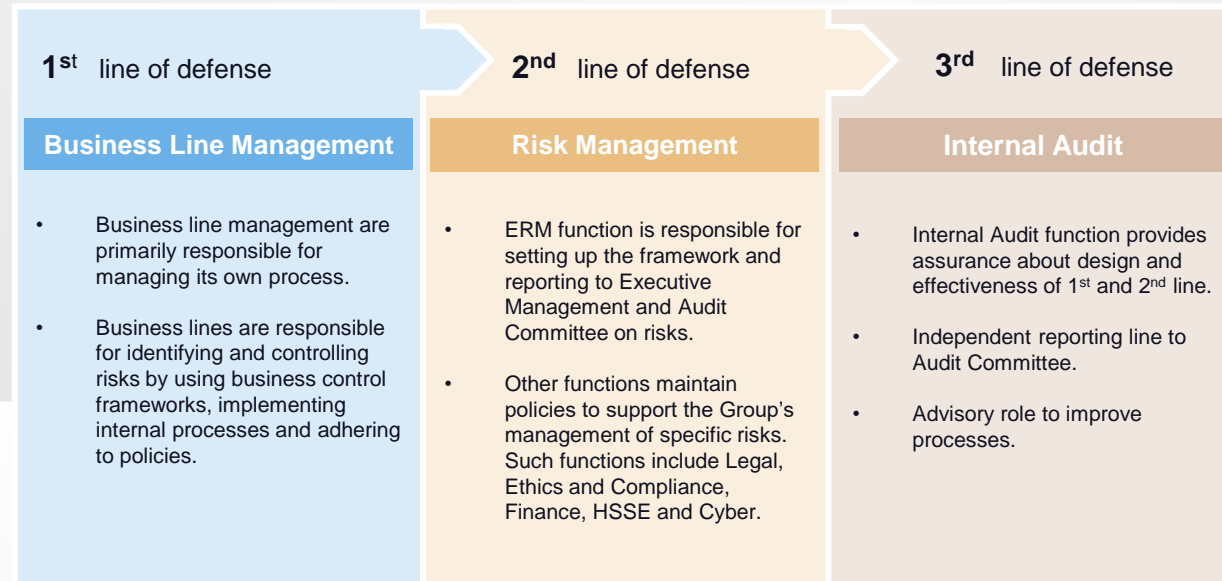 1st line of defense
Business Line Management
• Business line management are
primarily responsible for
managing its own process.
• Business lines are responsible
for identifying and controlling
risks by using business control
frameworks, implementing
internal processes and adhering
to policies.
2nd line of defense
Risk Management
• ERM function is responsible for
setting up the framework and
reporting to Executive
Management and Audit
Committee on risks.
• Other functions maintain
policies to support the Group’s
management of specific risks.
Such functions include Legal,
Ethics and Compliance,
Finance, HSSE and Cyber.
3rd line of defense
Internal Audit
• Internal Audit function provides
assurance about design and
effectiveness of 1st and 2nd line.
• Independent reporting line to
Audit Committee.
• Advisory role to improve
processes.